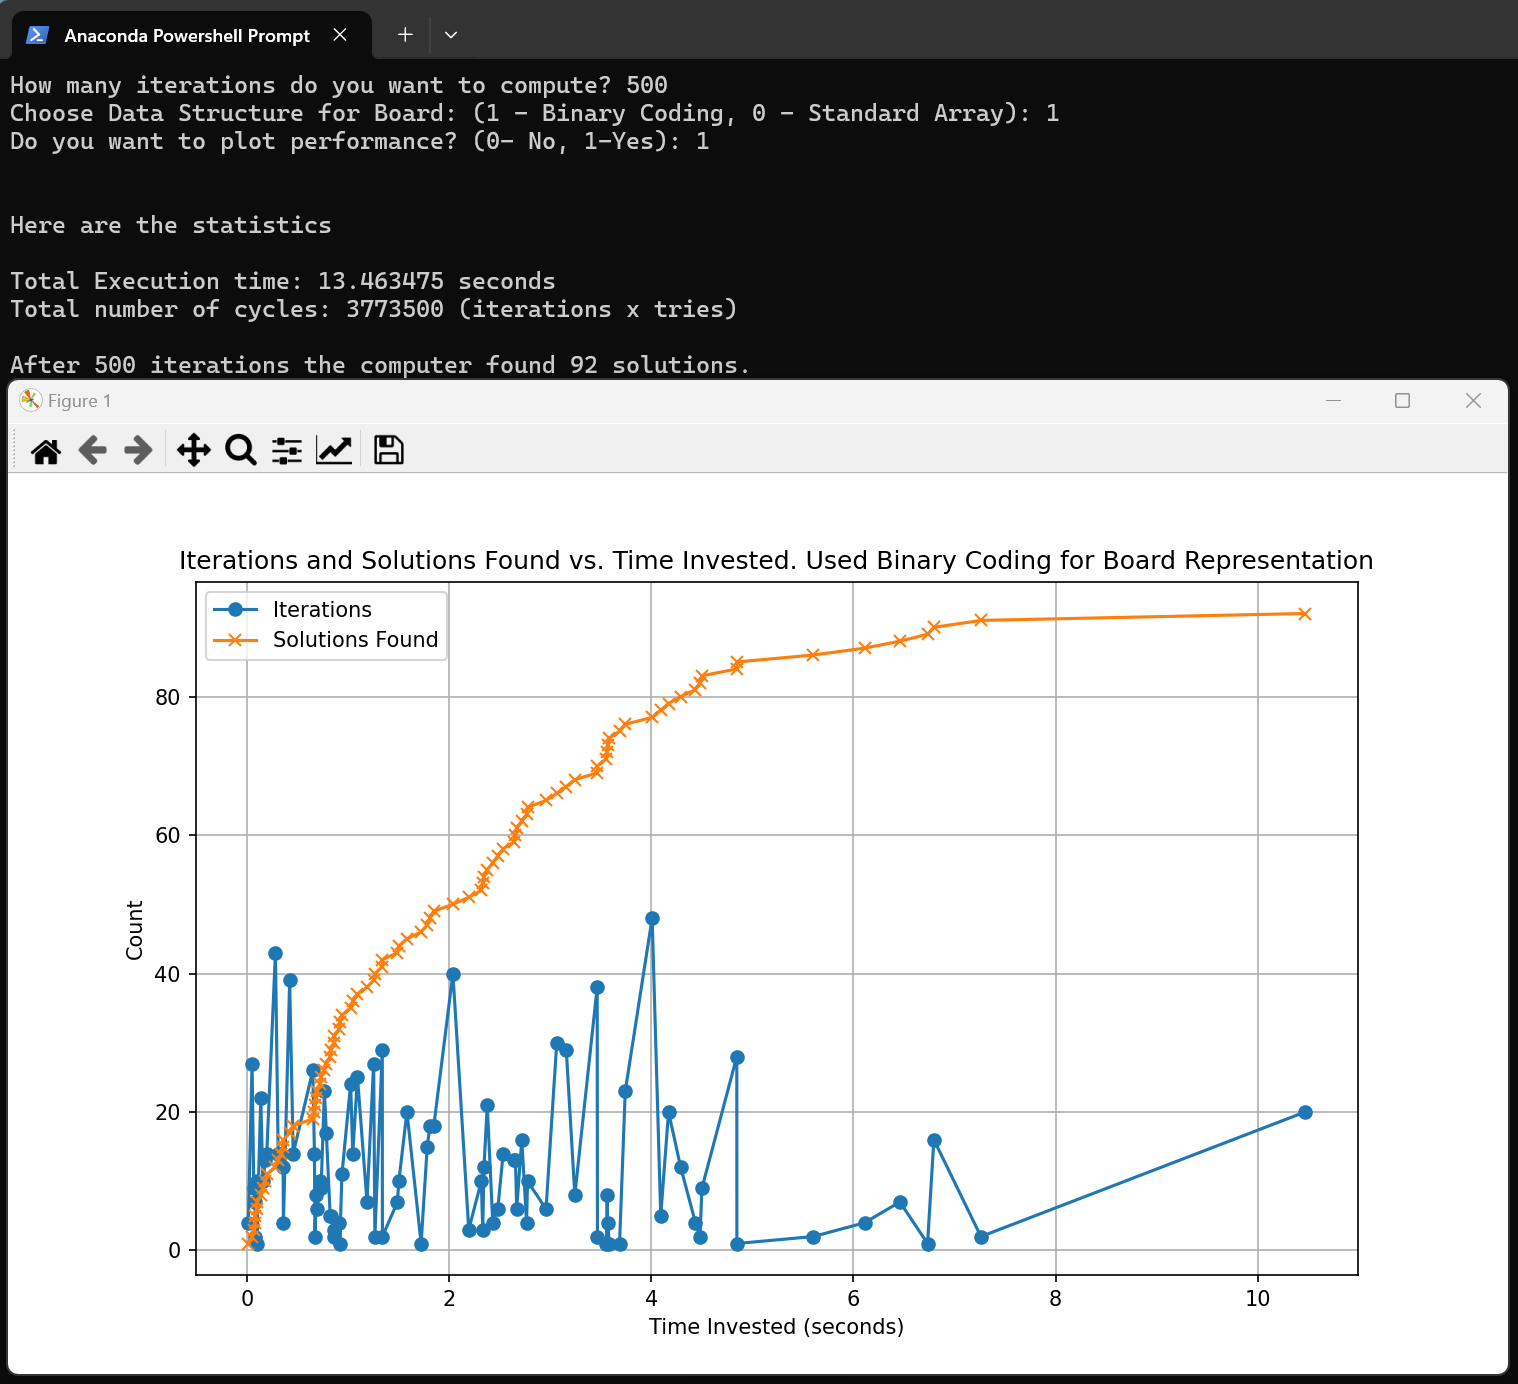 Anaconda Powershell Prompt
How many iterations do you want to compute? 500
Choose Data Structure for Board: (1 - Binary Coding, 0 - Standard Array): 1
Do you want to plot performance? (0- No, 1-Yes): 1
Here are the statistics
Total Execution time: 13.463475 seconds
Total number of cycles: 3773500 (iterations x tries)
After 500 iterations the computer found 92 solutions.
Figure 1
Iterations and Solutions Found vs. Time Invested. Used Binary Coding for Board Representation
Iterations
Solutions Found
80
60
40
20
0
Count
0 2 4 6 8 10
Time Invested (seconds)